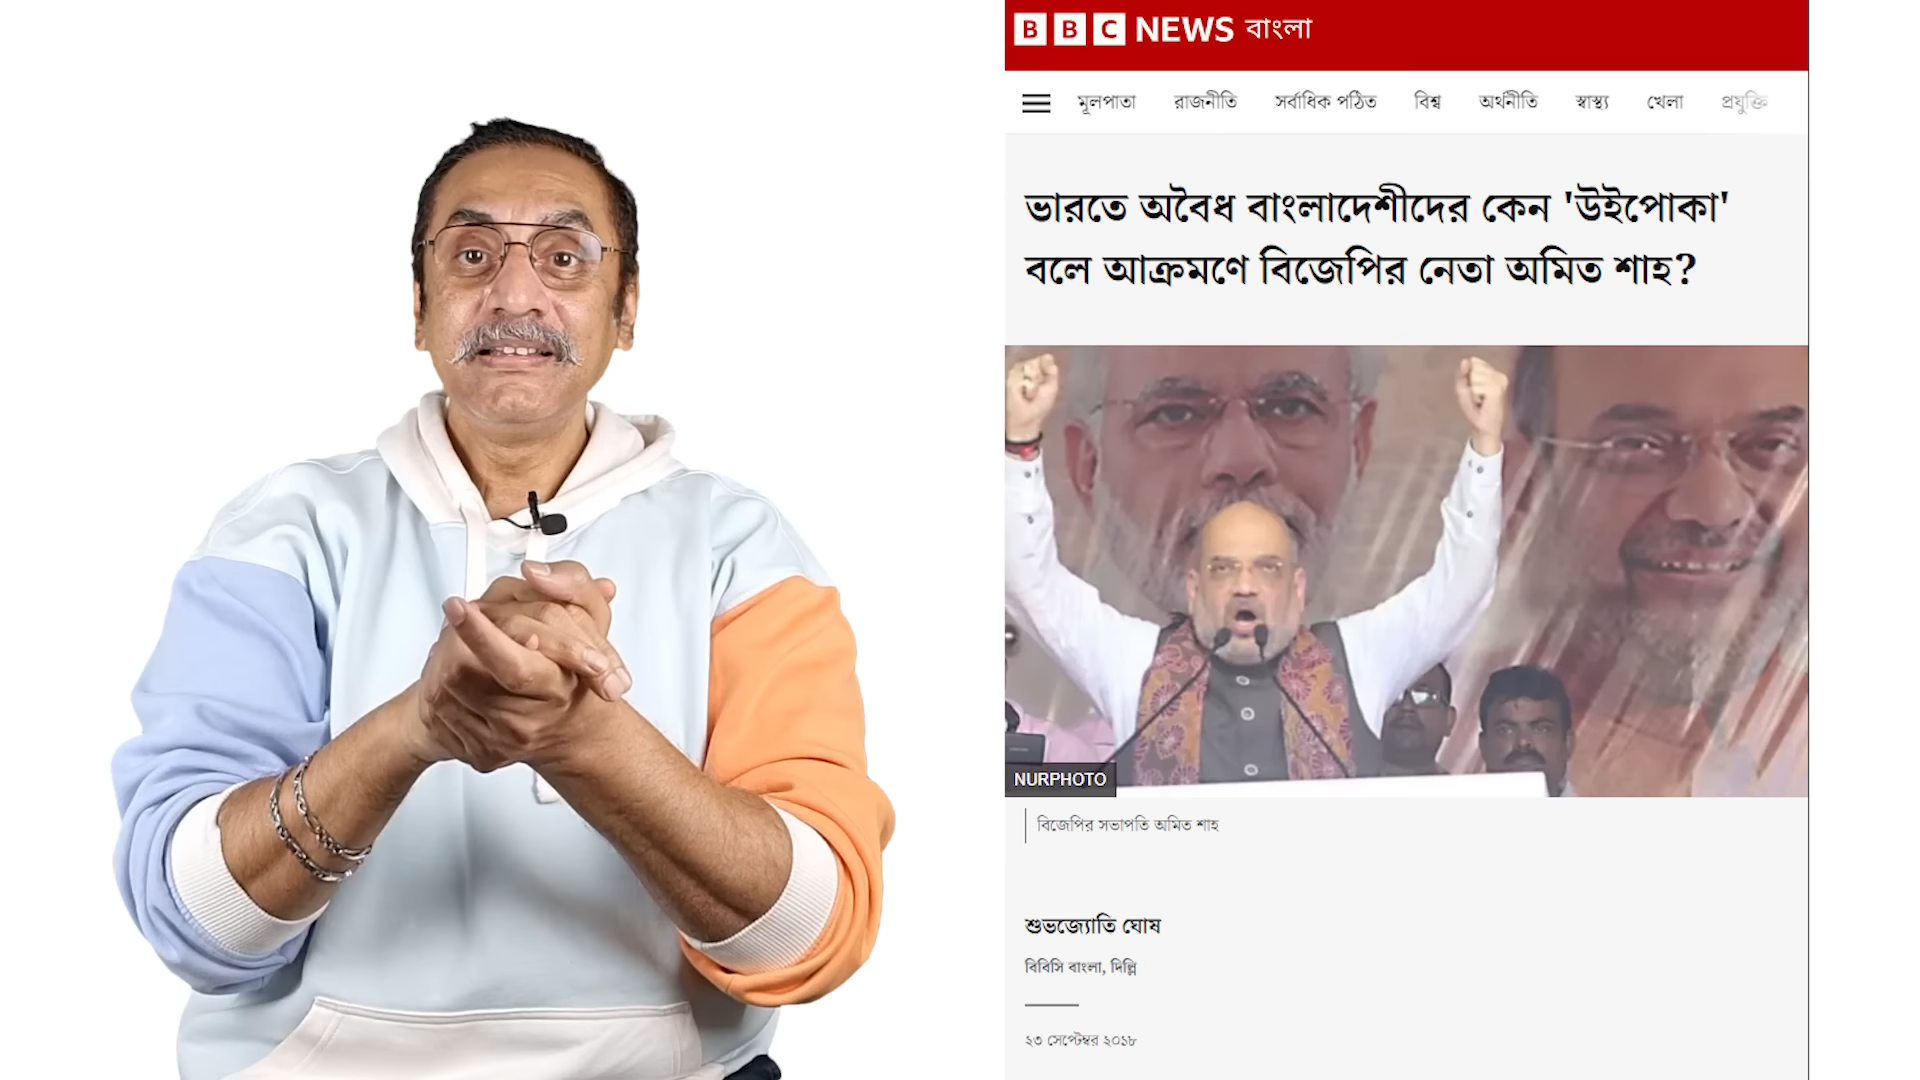 BBC NEWS বাংলা
মূলপাতা রাজনীতি সর্বাধিক পঠিত বিশ্ব অর্থনীতি স্বাস্থ্য খেলা প্রযুক্তি
ভারতে অবৈধ বাংলাদেশীদের কেন 'উইপোকা'
বলে আক্রমণে বিজেপির নেতা অমিত শাহ?
NURPHOTO
বিজেপির সভাপতি অমিত শাহ
শুভজ্যোতি ঘোষ
বিবিসি বাংলা, দিল্লি
২৩ সেপ্টেম্বর ২০১৮